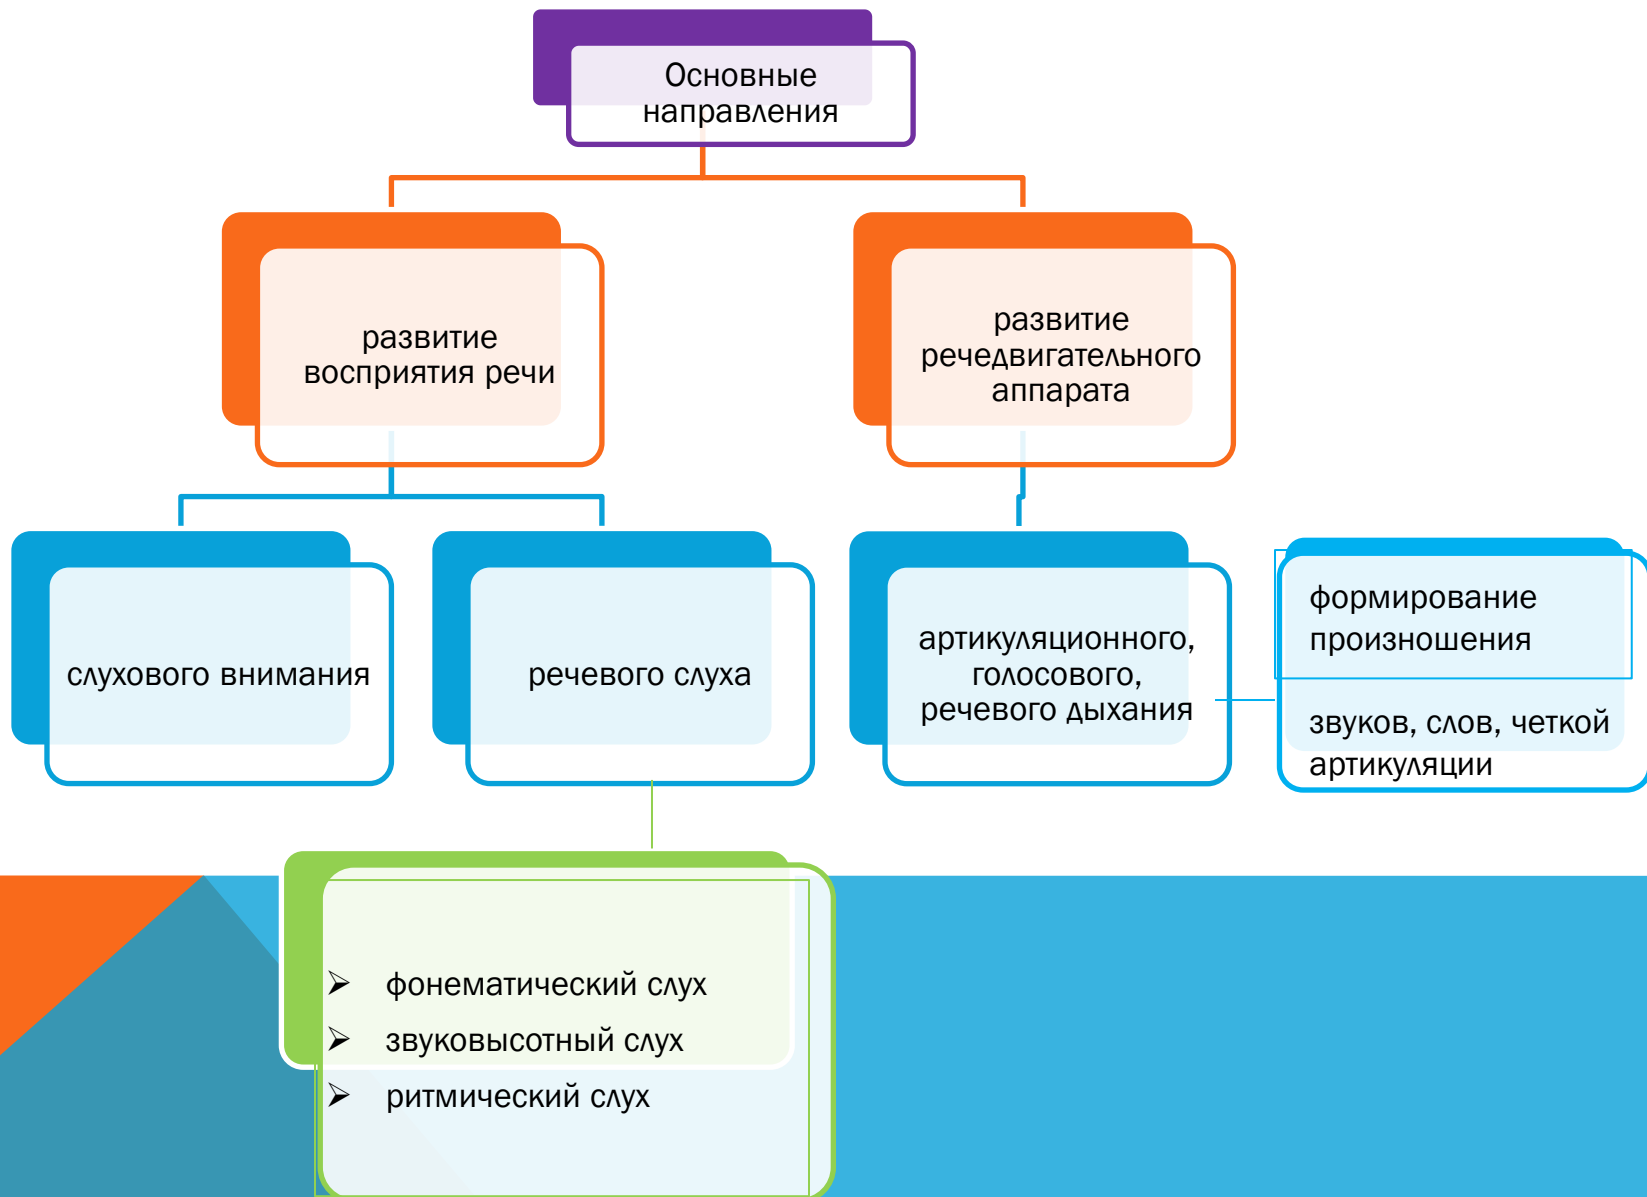 Основные
направления
развитие
восприятия речи
развитие
речедвигательного
аппарата
слухового внимания
речевого слуха
артикуляционного,
голосового,
речевого дыхания
формирование
произношения
звуков, слов, четкой
артикуляции
фонематический слух
звуковысотный слух
ритмический слух